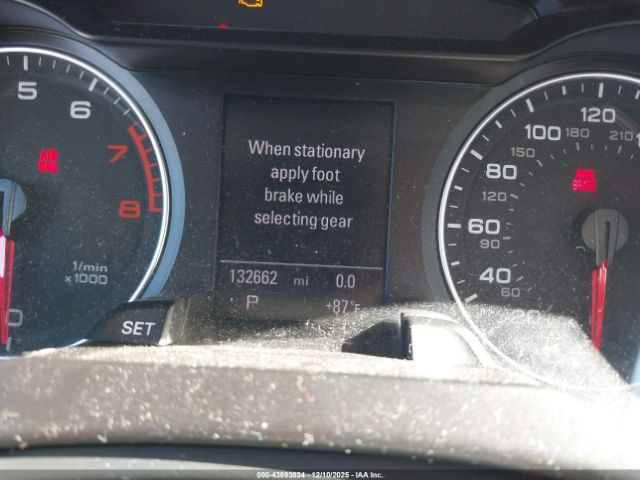 5
6
7
8
1/min
x1000
0
SET
When stationary
apply foot
brake while
selecting gear
132662 mi 0.0
P +87°F
120
100 180 210
80 150
120
60
90
40
60
20
000-43893834 - 12/10/2025 - IAA Inc.